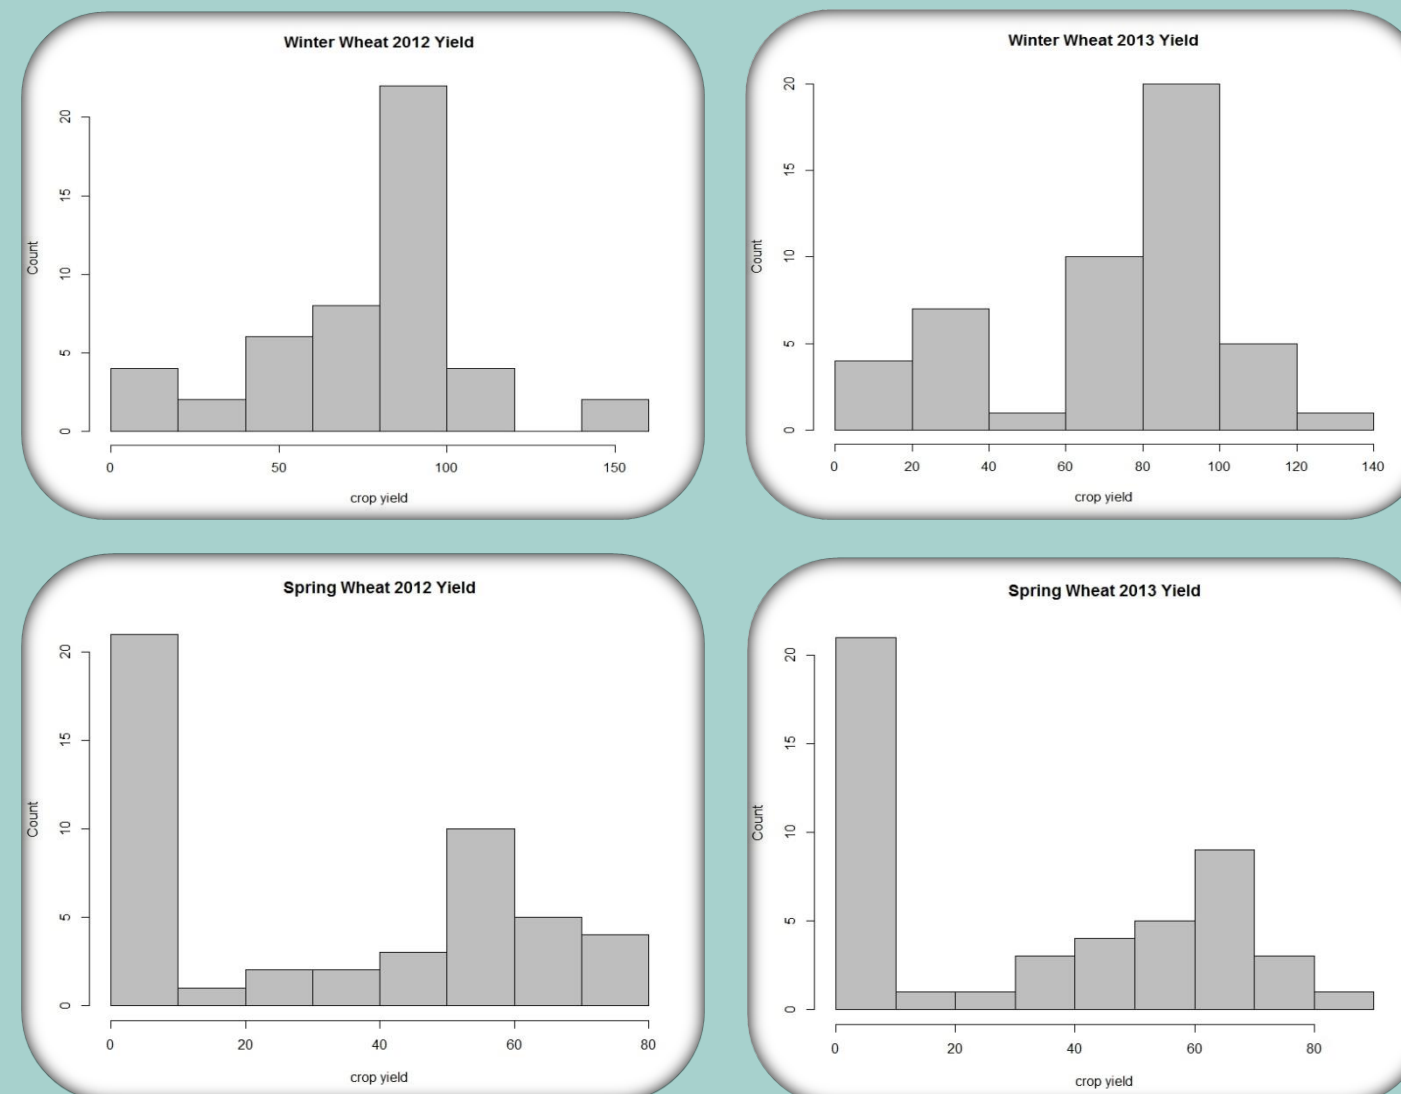 Winter Wheat 2012 Yield
20
15
10
5
0
Count
0 50 100 150
crop yield
Winter Wheat 2013 Yield
20
15
10
5
0
Count
0 20 40 60 80 100 120 140
crop yield
Spring Wheat 2012 Yield
20
15
10
5
0
Count
0 20 40 60 80
crop yield
Spring Wheat 2013 Yield
20
15
10
5
0
Count
0 20 40 60 80
crop yield